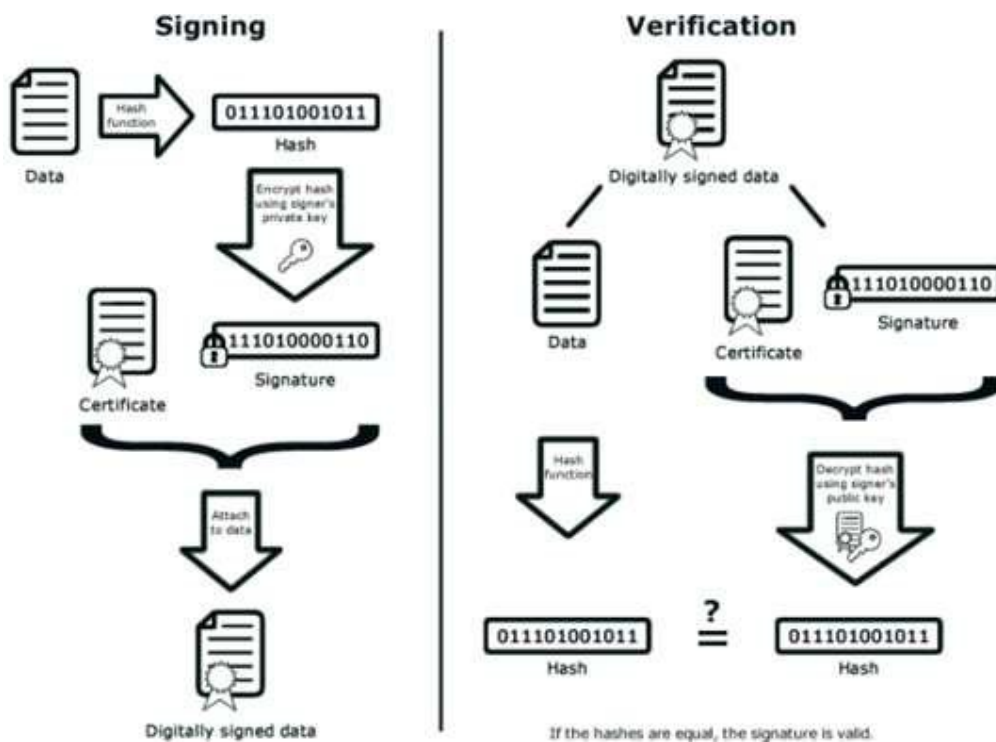 Signing
Data
Hash
function
011101001011
Hash
Encrypt hash
using signer's
private key
Certificate
111010000110
Signature
Attach
to data
Digitally signed data
Verification
Digitally signed data
Data
Certificate
111010000110
Signature
Hash
function
Decrypt hash
using signer's
public key
011101001011
Hash
?
=
011101001011
Hash
If the hashes are equal, the signature is valid.